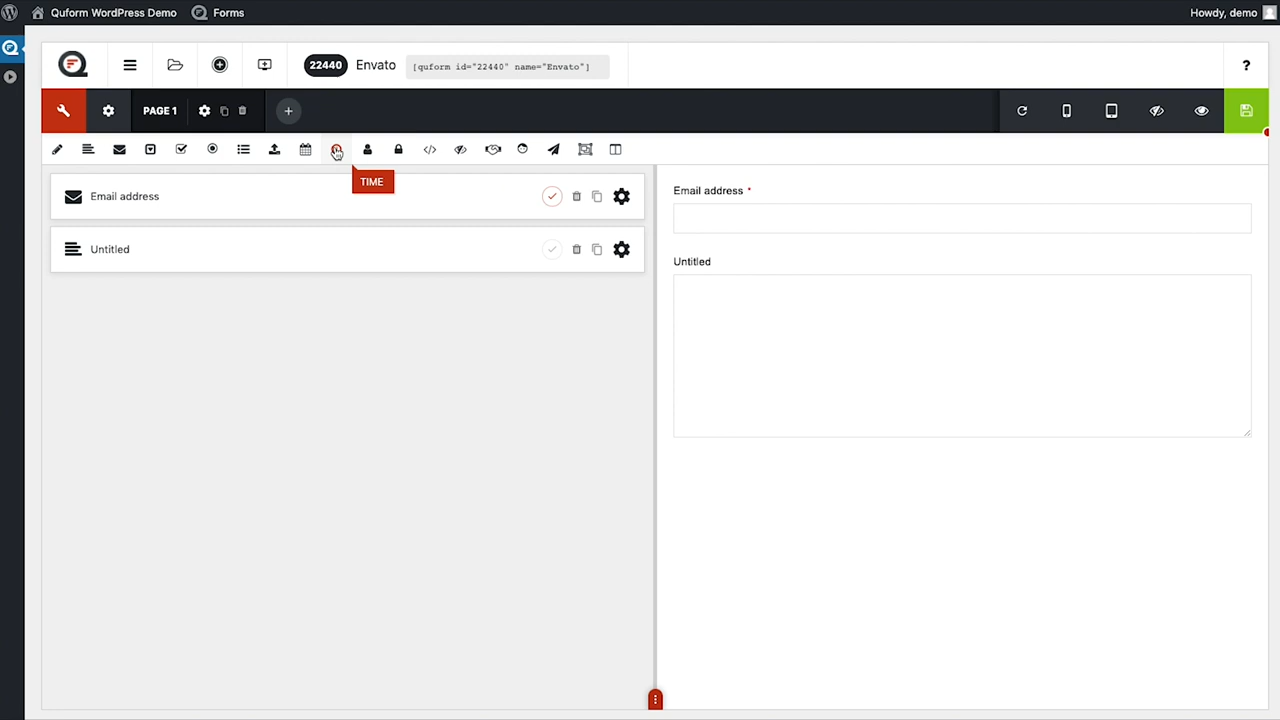 Quform WordPress Demo
Forms
Howdy, demo
22440
Envato
[quform id="22440" name="Envato"]
?
PAGE 1
TIME
Email address
Untitled
Email address *
Untitled